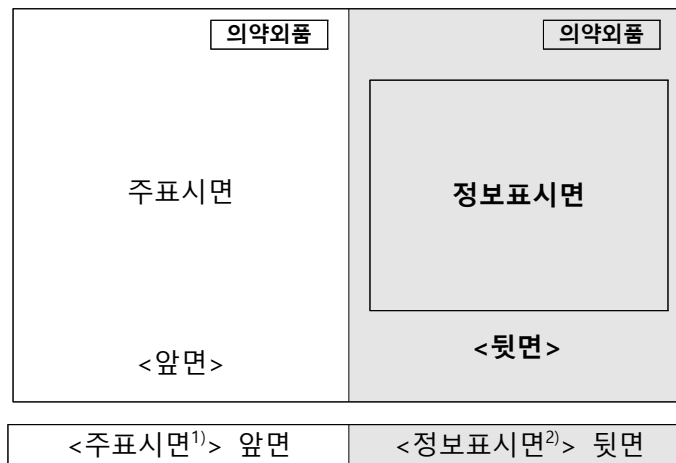 의약외품
주표시면
<앞면>
의약외품
정보표시면
<뒷면>
<주표시면1)> 앞면
<정보표시면2)> 뒷면